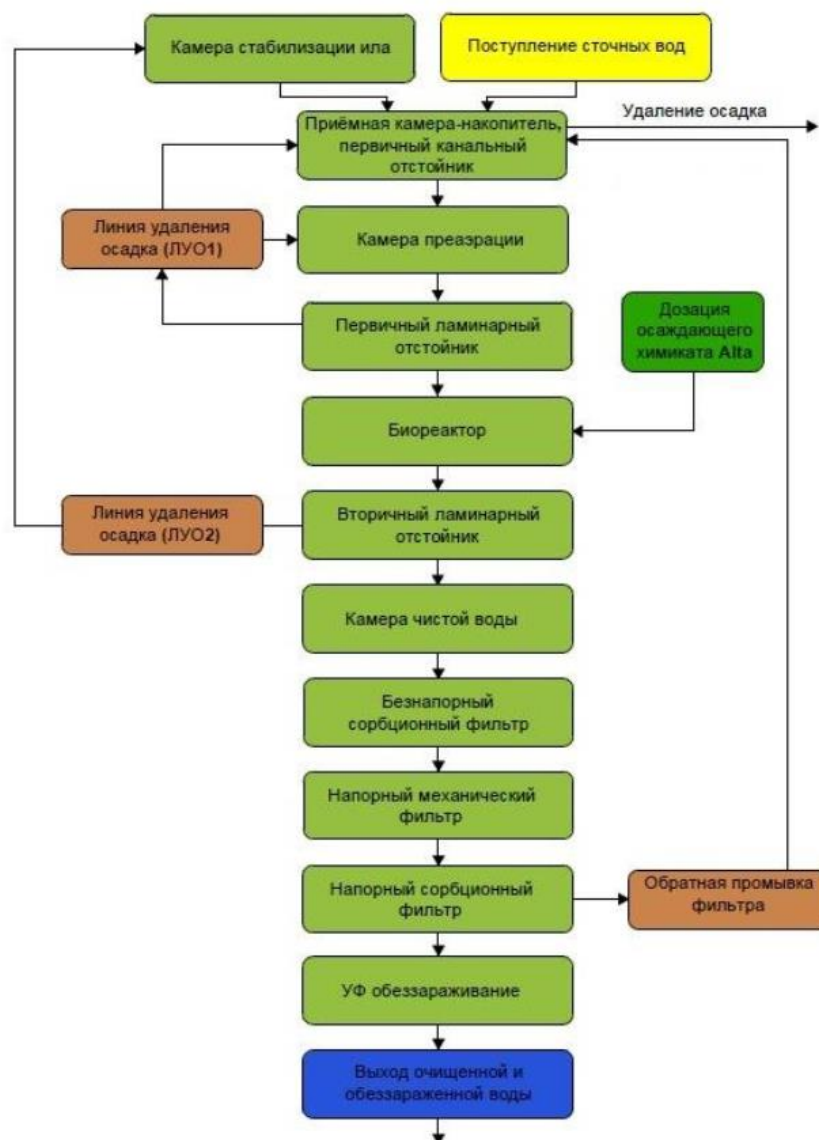 Камера стабилизации ила
Поступление сточных вод
Удаление осадка
Приёмная камера-накопитель,
первичный канальный
отстойник
Линия удаления
осадка (ЛУО1)
Камера преаэрации
Первичный ламинарный
отстойник
Дозация
осаждающего
химиката Alta
Биореактор
Линия удаления
осадка (ЛУО2)
Вторичный ламинарный
отстойник
Камера чистой воды
Безнапорный
сорбционный фильтр
Напорный механический
фильтр
Напорный сорбционный
фильтр
Обратная промывка
фильтра
УФ обеззараживание
Выход очищенной и
обеззараженной воды